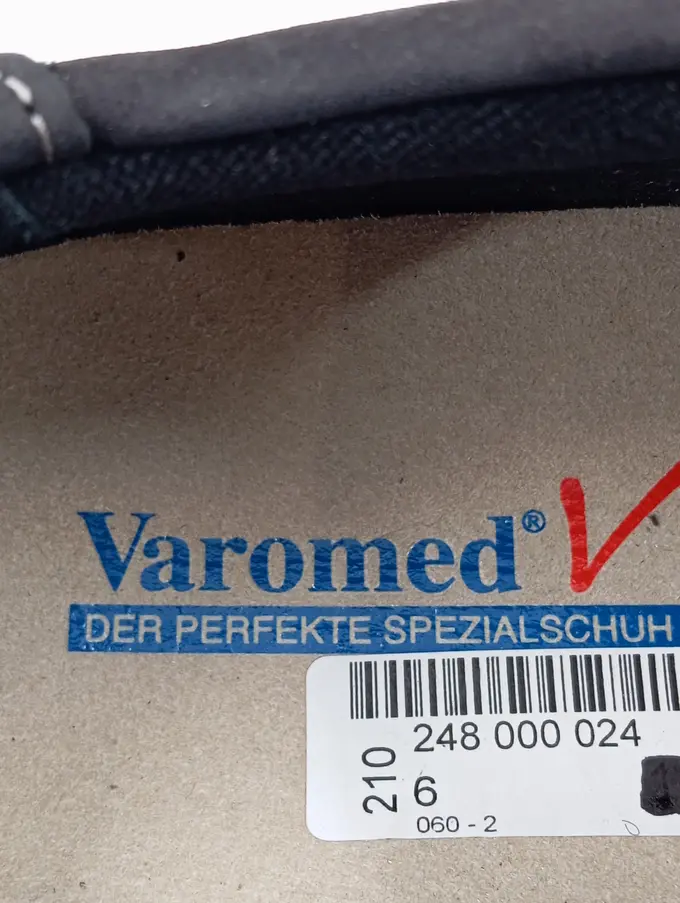 Varomed®
DER PERFEKTE SPEZIALSCHUH
210
248 000 024
6
060 - 2